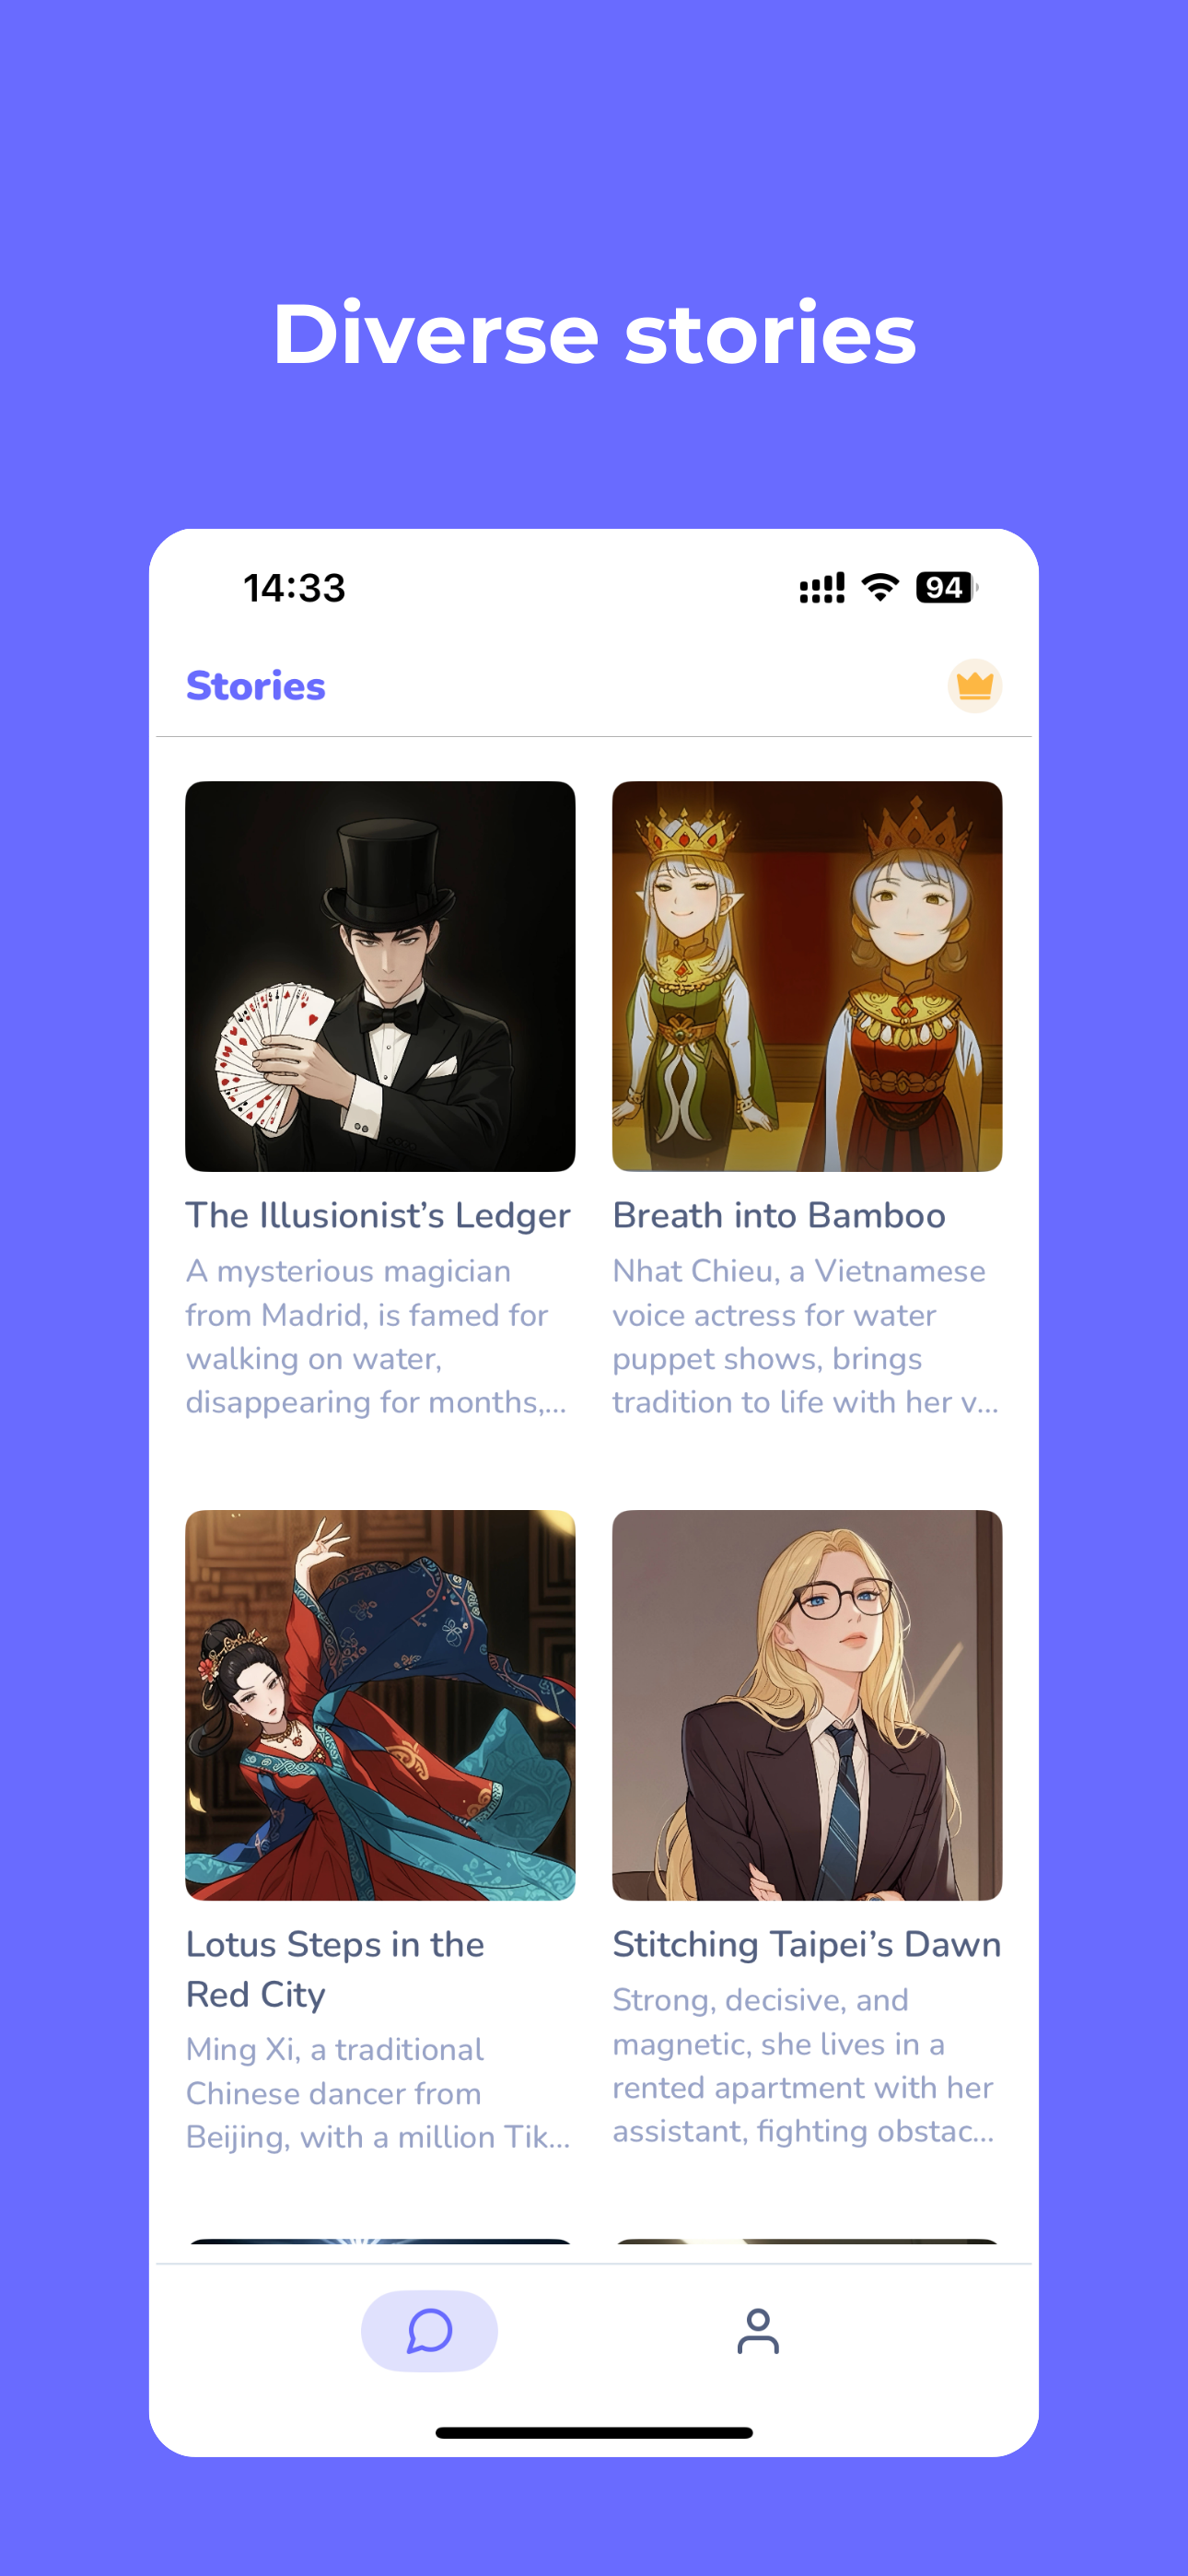 Diverse stories
14:33
94
Stories
The Illusionist’s Ledger
A mysterious magician
from Madrid, is famed for
walking on water,
disappearing for months,...
Breath into Bamboo
Nhat Chieu, a Vietnamese
voice actress for water
puppet shows, brings
tradition to life with her v...
Lotus Steps in the
Red City
Ming Xi, a traditional
Chinese dancer from
Beijing, with a million Tik...
Stitching Taipei’s Dawn
Strong, decisive, and
magnetic, she lives in a
rented apartment with her
assistant, fighting obstac...